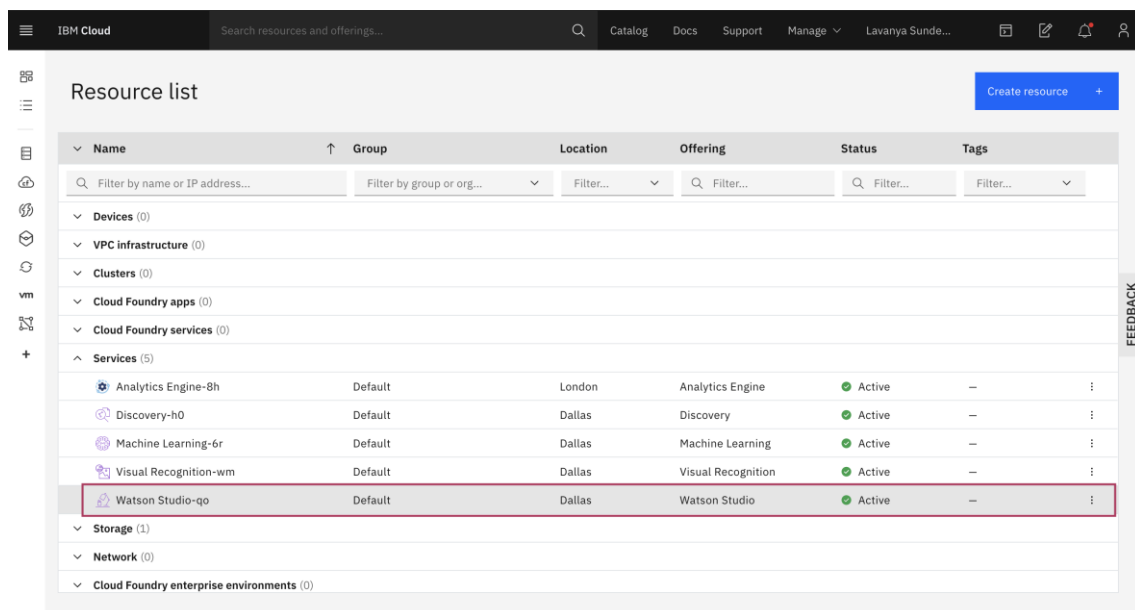 IBM Cloud Search resources and offerings... Catalog Docs Support Manage Lavanya Sunde...
Resource list
Create resource +
Name Group Location Offering Status Tags
Filter by name or IP address... Filter by group or org... Filter... Filter... Filter... Filter...
Devices (0)
VPC infrastructure (0)
Clusters (0)
vm
Cloud Foundry apps (0)
FEEDBACK
Cloud Foundry services (0)
Services (5)
Analytics Engine-8h Default London Analytics Engine Active –
Discovery-h0 Default Dallas Discovery Active –
Machine Learning-6r Default Dallas Machine Learning Active –
Visual Recognition-wm Default Dallas Visual Recognition Active –
Watson Studio-qo Default Dallas Watson Studio Active –
Storage (1)
Network (0)
Cloud Foundry enterprise environments (0)